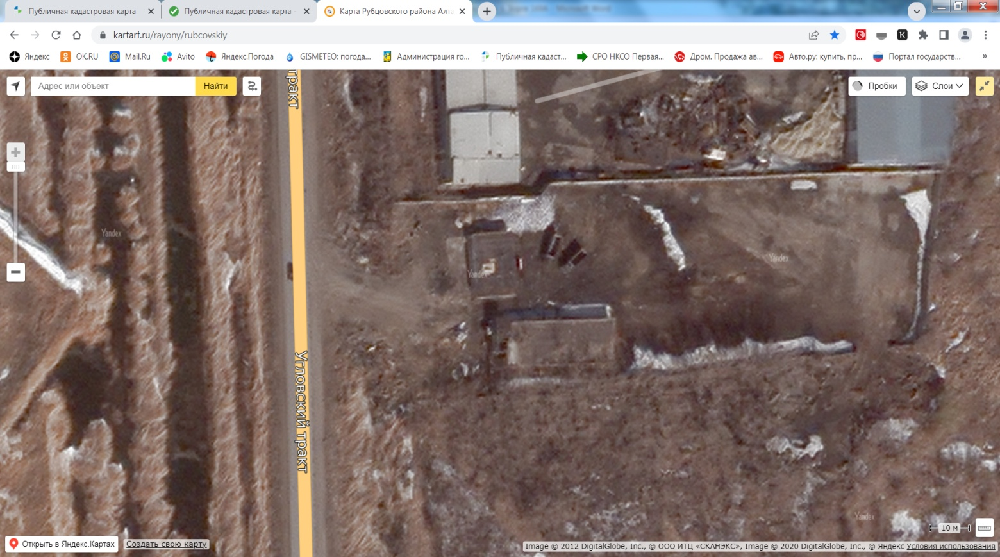 Публичная кадастровая карта
Публичная кадастровая карта -
Карта Рубцовского района Алта
kartarf.ru/rayony/rubcovskiy
Яндекс
OK.RU
Mail.Ru
Avito
Яндекс.Погода
GISMETEO: погода...
Администрация го...
Публичная кадаст...
СРО НКСО Первая...
Дром. Продажа ав...
Авто.ру: купить, пр...
Портал государств...
»
Адрес или объект
Найти
Пробки
Слои
тракт
Yandex
Yandex
Yandex
Угловский тракт
Yandex
10 м
Открыть в Яндекс.Картах
Создать свою карту
Image © 2012 DigitalGlobe, Inc., © ООО ИТЦ «СКАНЭКС», Image © 2020 DigitalGlobe, Inc., © Яндекс Условия использования